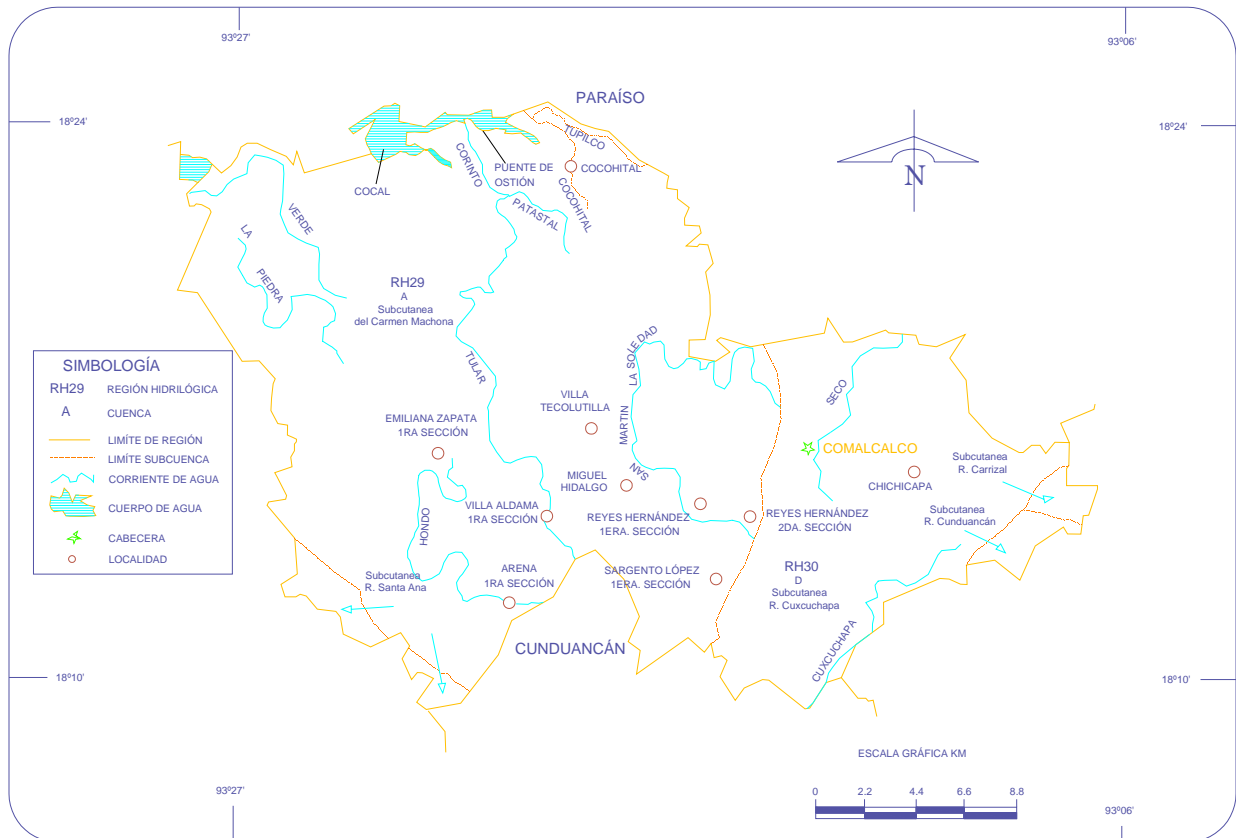 93º27'
93º06'
PARAÍSO
18º24'
18º24'
TUPILCO
CORINTO
PUENTE DE
OSTIÓN
COCOHITAL
COCAL
COCOHITAL
PATASTAL
N
VERDE
LA
PIEDRA
RH29
A
Subcutanea
del Carmen Machona
SIMBOLOGÍA
RH29 REGIÓN HIDRILÓGICA
A CUENCA
LIMÍTE DE REGIÓN
LIMÍTE SUBCUENCA
CORRIENTE DE AGUA
CUERPO DE AGUA
CABECERA
LOCALIDAD
TULAR
LA SOLEDAD
MARTIN
SAN
SECO
VILLA
TECOLUTILLA
EMILIANA ZAPATA
1RA SECCIÓN
COMALCALCO
Subcutanea
R. Carrizal
CHICHICAPA
MIGUEL
HIDALGO
VILLA ALDAMA
1RA SECCIÓN
HONDO
REYES HERNÁNDEZ
1ERA. SECCIÓN
REYES HERNÁNDEZ
2DA. SECCIÓN
Subcutanea
R. Cunduancán
ARENA
1RA SECCIÓN
Subcutanea
R. Santa Ana
SARGENTO LÓPEZ
1ERA. SECCIÓN
RH30
D
Subcutanea
R. Cuxcuchapa
CUXCUCHAPA
CUNDUANCÁN
18º10'
18º10'
ESCALA GRÁFICA KM
0 2.2 4.4 6.6 8.8
93º27'
93º06'